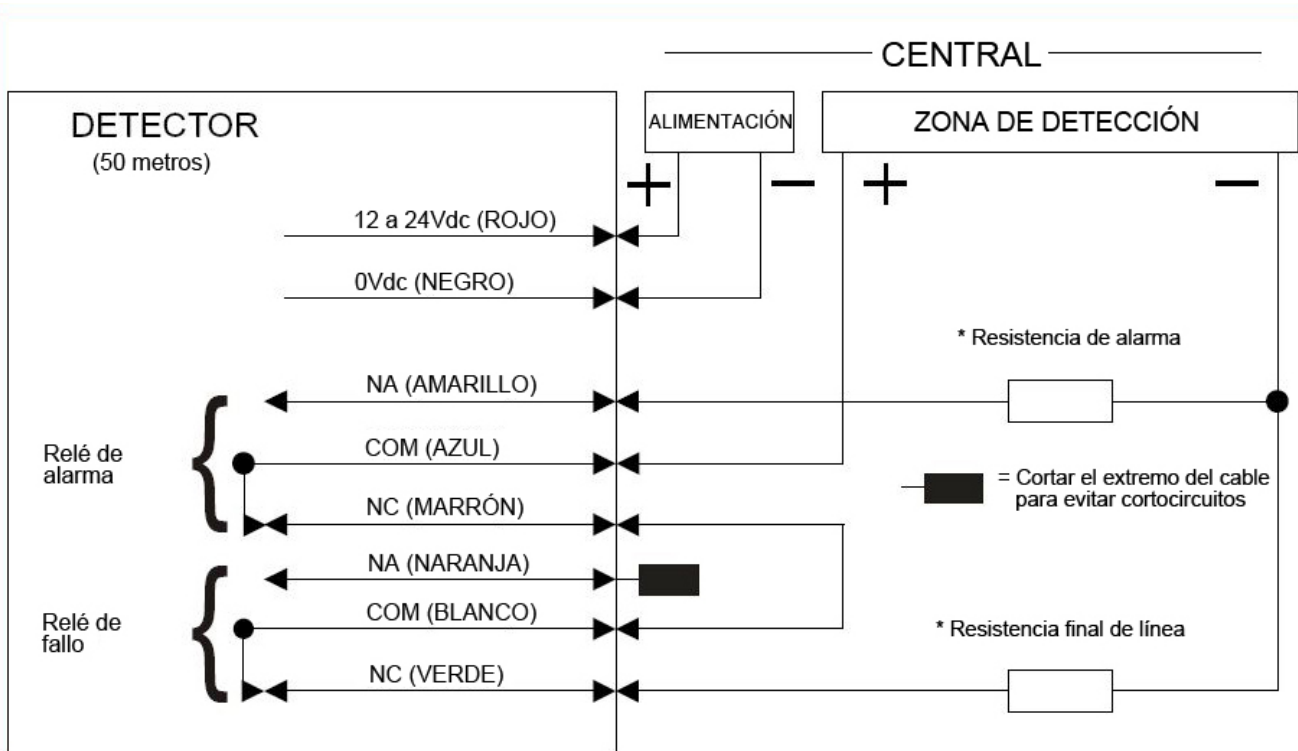 CENTRAL
DETECTOR
(50 metros)
ALIMENTACIÓN
ZONA DE DETECCIÓN
+
−
+
−
12 a 24Vdc (ROJO)
0Vdc (NEGRO)
* Resistencia de alarma
NA (AMARILLO)
Relé de
alarma
COM (AZUL)
= Cortar el extremo del cable
para evitar cortocircuitos
NC (MARRÓN)
NA (NARANJA)
Relé de
fallo
COM (BLANCO)
* Resistencia final de línea
NC (VERDE)